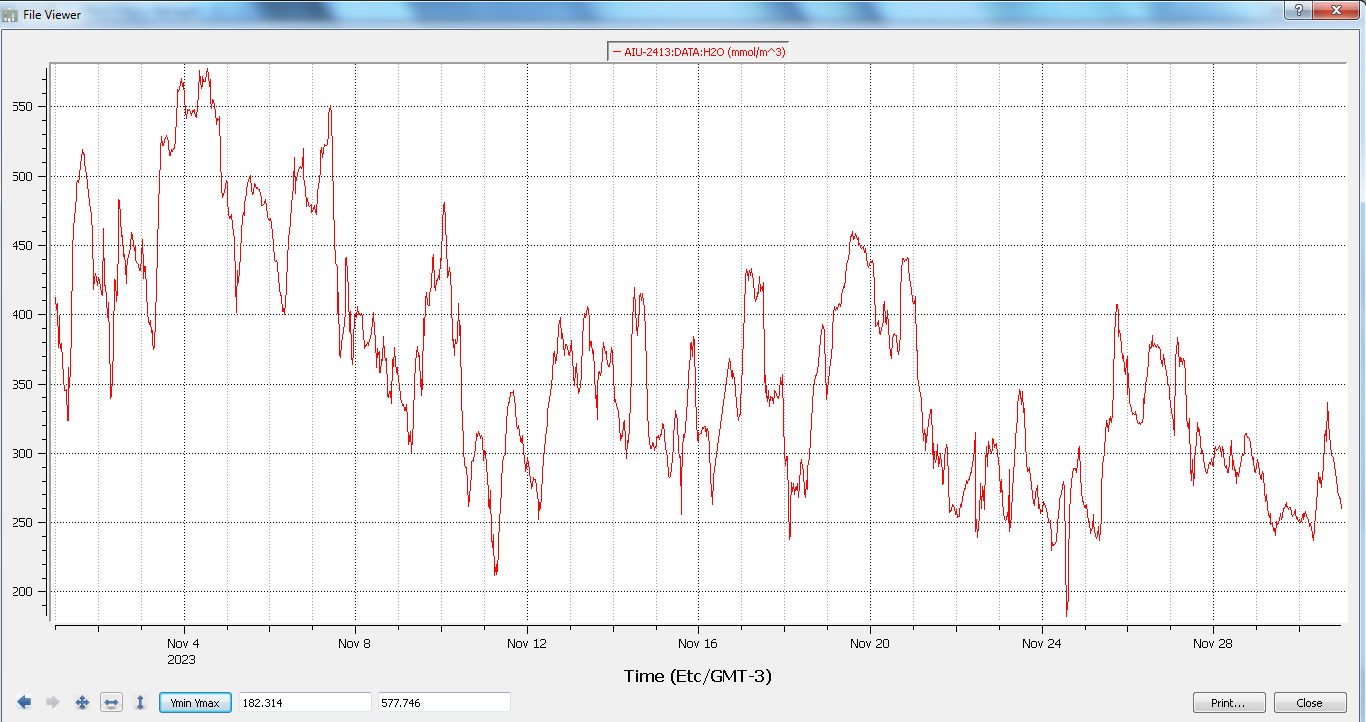 File Viewer
?
— AIU-2413:DATA:H2O (mmol/m^3)
550
500
450
400
350
300
250
200
Nov 4 Nov 8 Nov 12 Nov 16 Nov 20 Nov 24 Nov 28
2023
Time (Etc/GMT-3)
Ymin Ymax 182.314 577.746 Print... Close